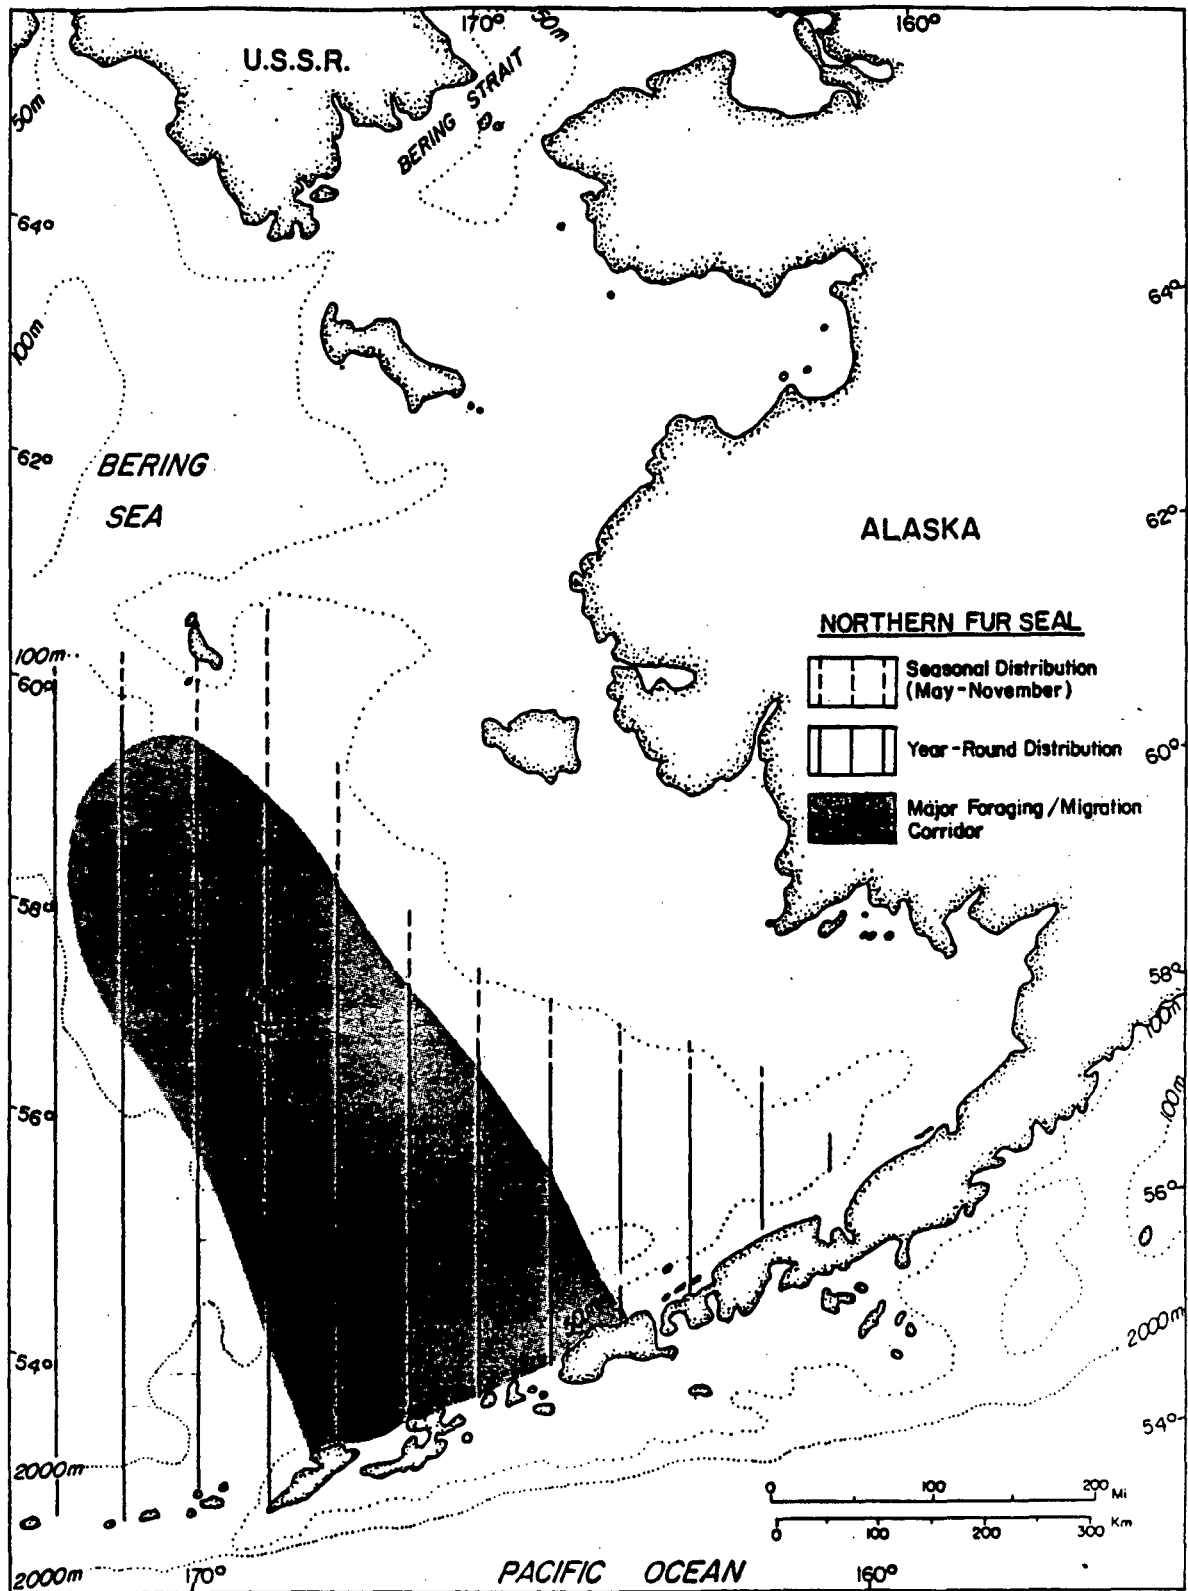 170°
160°
50m
U.S.S.R.
BERING STRAIT
50m
64°
64°
100m
62°
BERING
SEA
62°
ALASKA
NORTHERN FUR SEAL
100m
60°
Seasonal Distribution
(May-November)
60°
Year-Round Distribution
Major Foraging/Migration
Corridor
58°
58°
100m
100m
56°
56°
2000m
54°
54°
2000m
0 100 200 Mi
0 100 200 300 Km
2000m
170°
PACIFIC OCEAN
160°